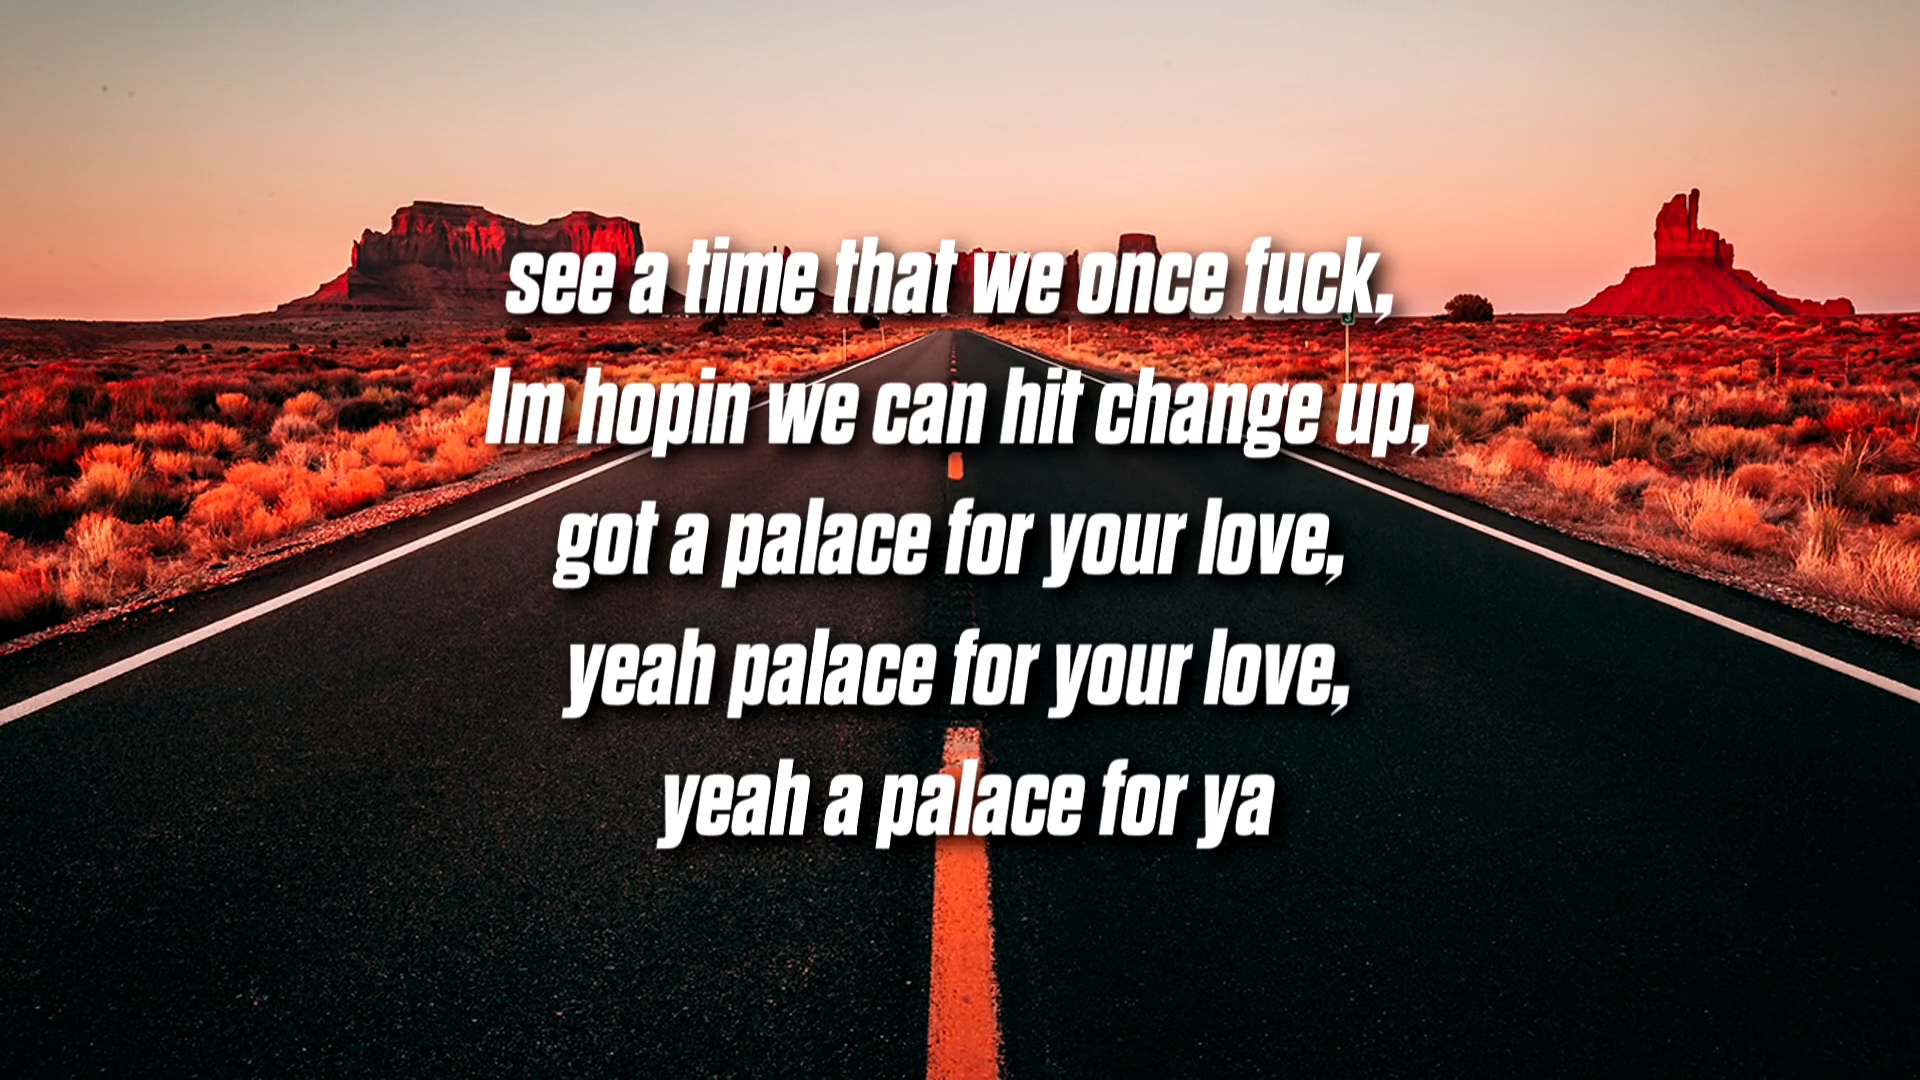 see a time that we once fuck,
Im hopin we can hit change up,
got a palace for your love,
yeah palace for your love,
yeah a palace for ya